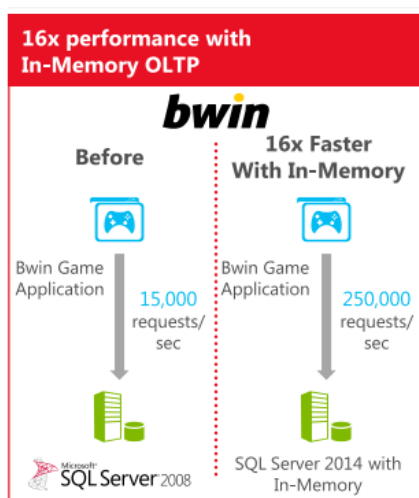 16x performance with
In-Memory OLTP
bwin
Before
Bwin Game
Application
15,000
requests/
sec
Microsoft®
SQL Server 2008
16x Faster
With In-Memory
Bwin Game
Application
250,000
requests/
sec
SQL Server 2014 with
In-Memory